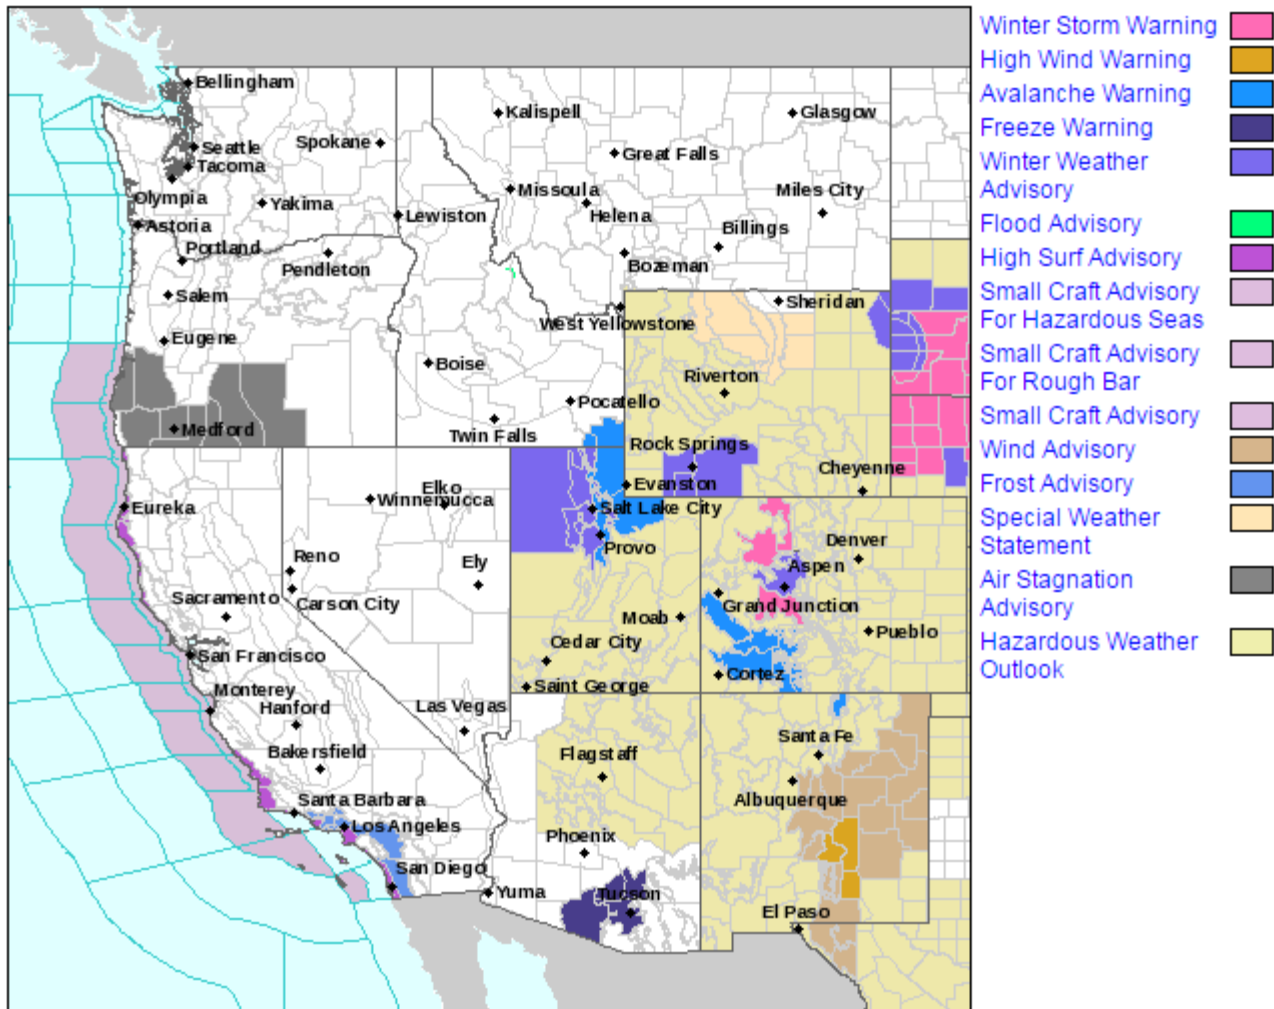 Bellingham
Kalispell
Glasgow
Seattle
Spokane
Great Falls
Tacoma
Olympia
Yakima
Missoula
Miles City
Lewiston
Helena
Astoria
Billings
Portland
Pendleton
Bozeman
Salem
Sheridan
West Yellowstone
Eugene
Boise
Riverton
Pocatello
Medford
Twin Falls
Rock Springs
Cheyenne
Evanston
Elko
Winnemucca
Eureka
Salt Lake City
Provo
Denver
Reno
Ely
Aspen
Sacramento
Carson City
Grand Junction
Moab
Pueblo
San Francisco
Cedar City
Cortez
Saint George
Monterey
Hanford
Las Vegas
Santa Fe
Bakersfield
Flagstaff
Albuquerque
Santa Barbara
Los Angeles
Phoenix
San Diego
Yuma
Tucson
El Paso
Winter Storm Warning
High Wind Warning
Avalanche Warning
Freeze Warning
Winter Weather
Advisory
Flood Advisory
High Surf Advisory
Small Craft Advisory
For Hazardous Seas
Small Craft Advisory
For Rough Bar
Small Craft Advisory
Wind Advisory
Frost Advisory
Special Weather
Statement
Air Stagnation
Advisory
Hazardous Weather
Outlook